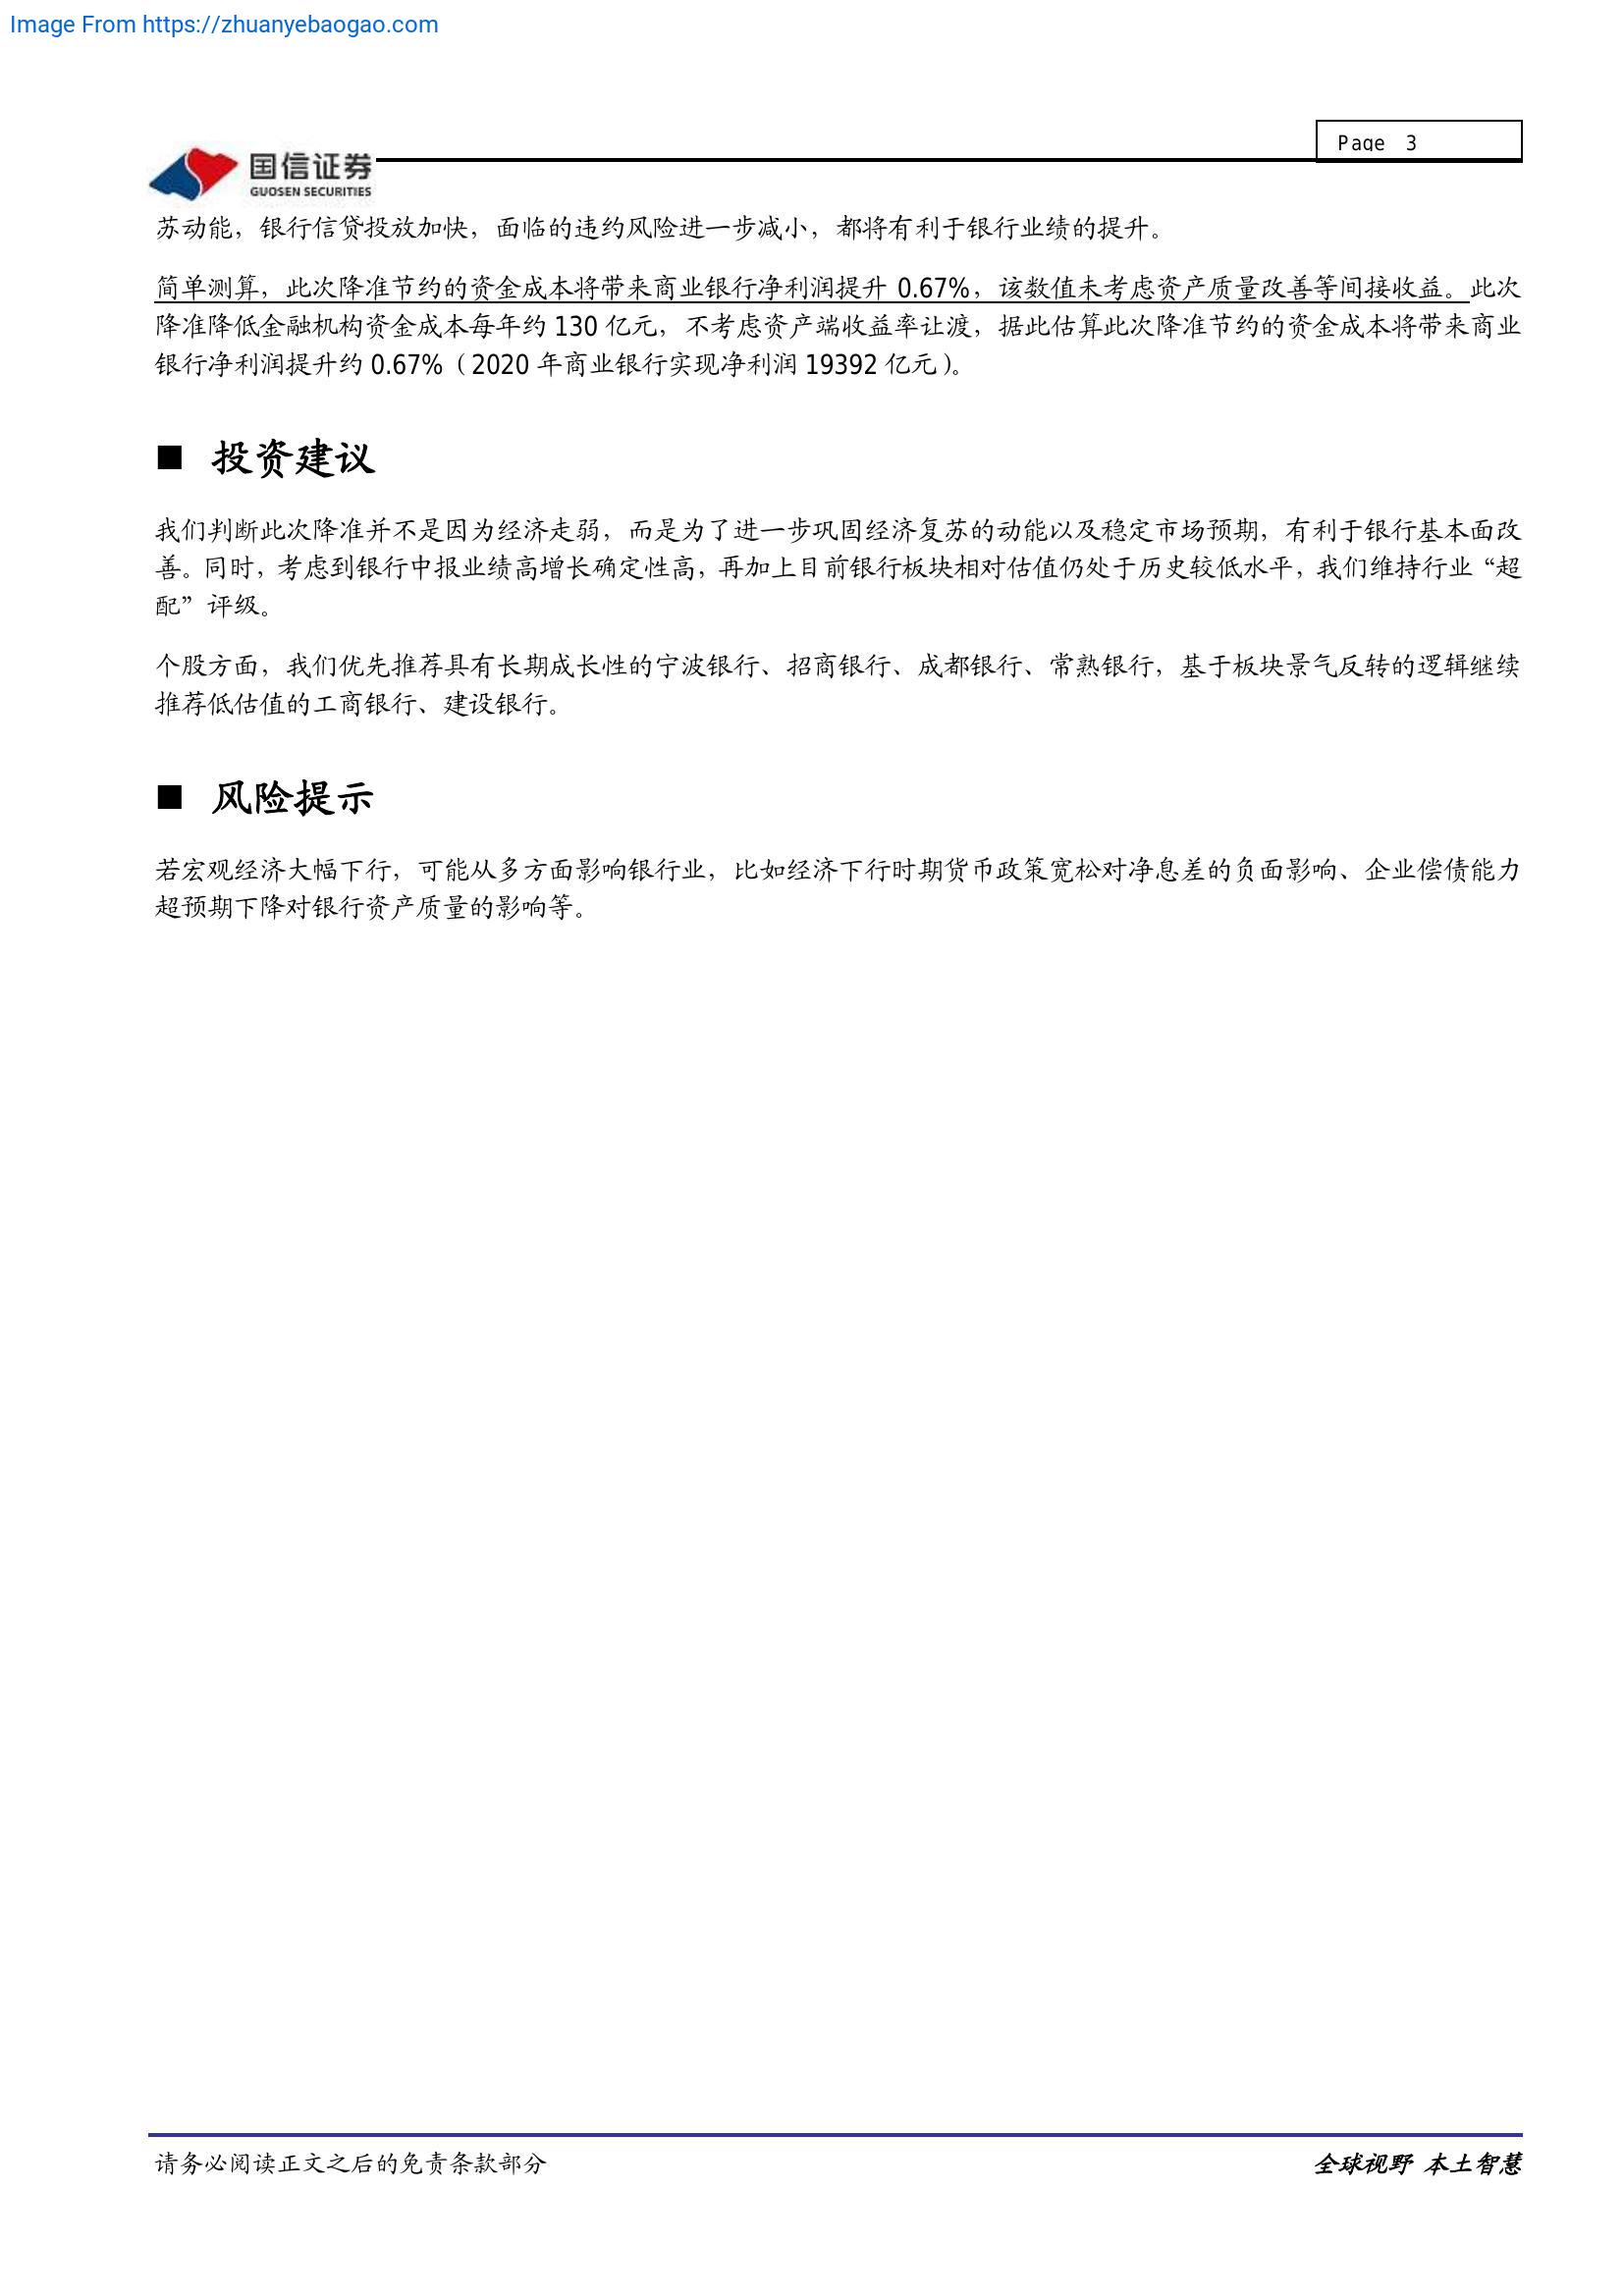 Image From https://zhuanyebaogao.com
Page 3
国信证券
GUOSEN SECURITIES
苏动能，银行信贷投放加快，面临的违约风险进一步减小，都将有利于银行业绩的提升。
简单测算，此次降准节约的资金成本将带来商业银行净利润提升 0.67%，该数值未考虑资产质量改善等间接收益。此次
降准降低金融机构资金成本每年约 130 亿元，不考虑资产端收益率让渡，据此估算此次降准节约的资金成本将带来商业
银行净利润提升约 0.67%（2020 年商业银行实现净利润 19392 亿元）。
■ 投资建议
我们判断此次降准并不是因为经济走弱，而是为了进一步巩固经济复苏的动能以及稳定市场预期，有利于银行基本面改
善。同时，考虑到银行中报业绩高增长确定性高，再加上目前银行板块相对估值仍处于历史较低水平，我们维持行业“超
配”评级。
个股方面，我们优先推荐具有长期成长性的宁波银行、招商银行、成都银行、常熟银行，基于板块景气反转的逻辑继续
推荐低估值的工商银行、建设银行。
■ 风险提示
若宏观经济大幅下行，可能从多方面影响银行业，比如经济下行时期货币政策宽松对净息差的负面影响、企业偿债能力
超预期下降对银行资产质量的影响等。
请务必阅读正文之后的免责条款部分
全球视野 本土智慧